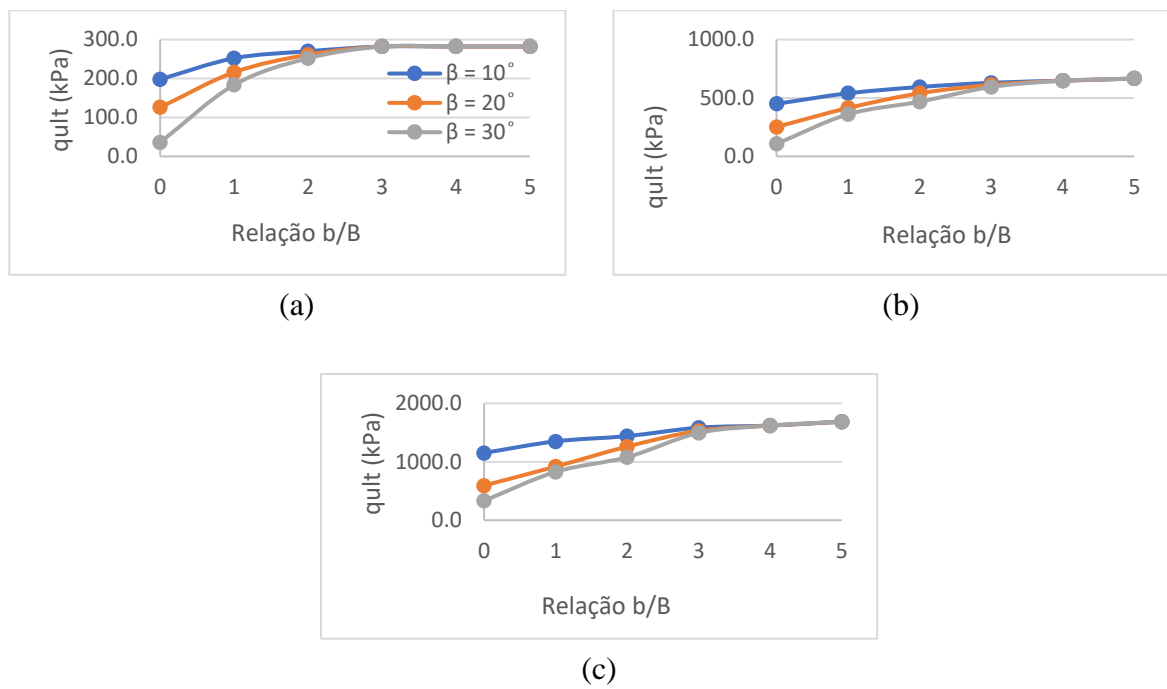 300.0
200.0
100.0
0.0
qult (kPa)
β = 10°
β = 20°
β = 30°
0 1 2 3 4 5
Relação b/B
(a)
1000.0
500.0
0.0
qult (kPa)
0 1 2 3 4 5
Relação b/B
(b)
2000.0
1000.0
0.0
qult (kPa)
0 1 2 3 4 5
Relação b/B
(c)